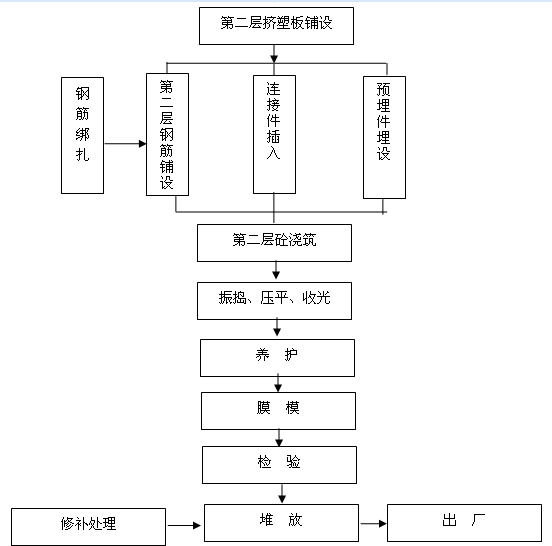 第二层挤塑板铺设
钢筋绑扎
第二层钢筋铺设
连接件插入
预埋件埋设
第二层砼浇筑
振捣、压平、收光
养 护
膜 模
检 验
修补处理
堆 放
出 厂